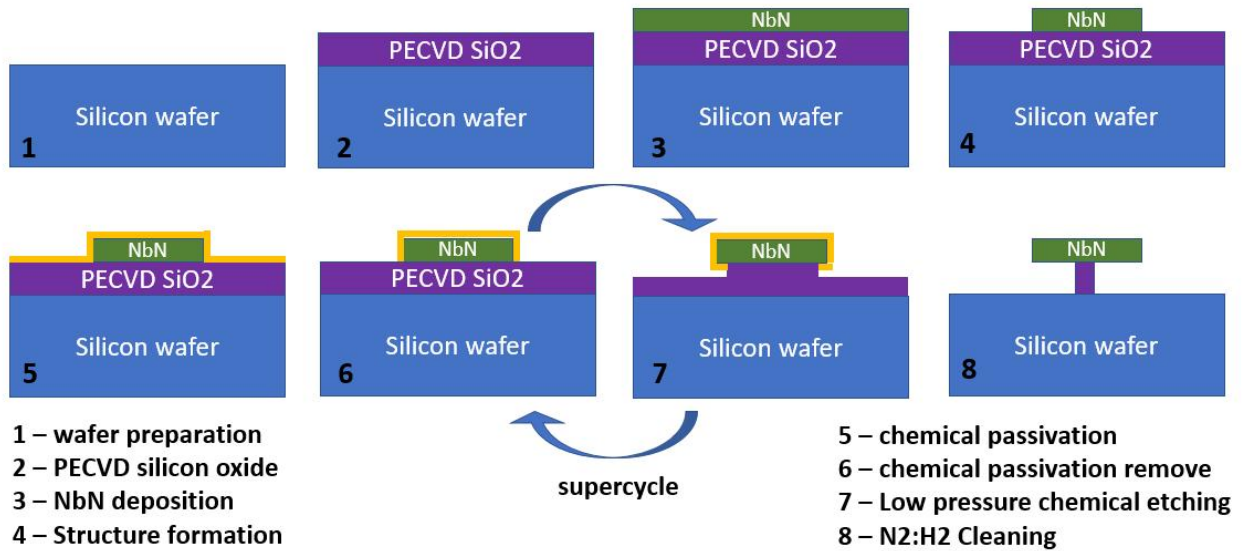 Silicon wafer
1
PECVD SiO2
Silicon wafer
2
NbN
PECVD SiO2
Silicon wafer
3
NbN
PECVD SiO2
Silicon wafer
4
NbN
PECVD SiO2
Silicon wafer
5
NbN
PECVD SiO2
Silicon wafer
6
NbN
Silicon wafer
7
NbN
Silicon wafer
8
1 – wafer preparation
2 – PECVD silicon oxide
3 – NbN deposition
4 – Structure formation
supercycle
5 – chemical passivation
6 – chemical passivation remove
7 – Low pressure chemical etching
8 – N2:H2 Cleaning